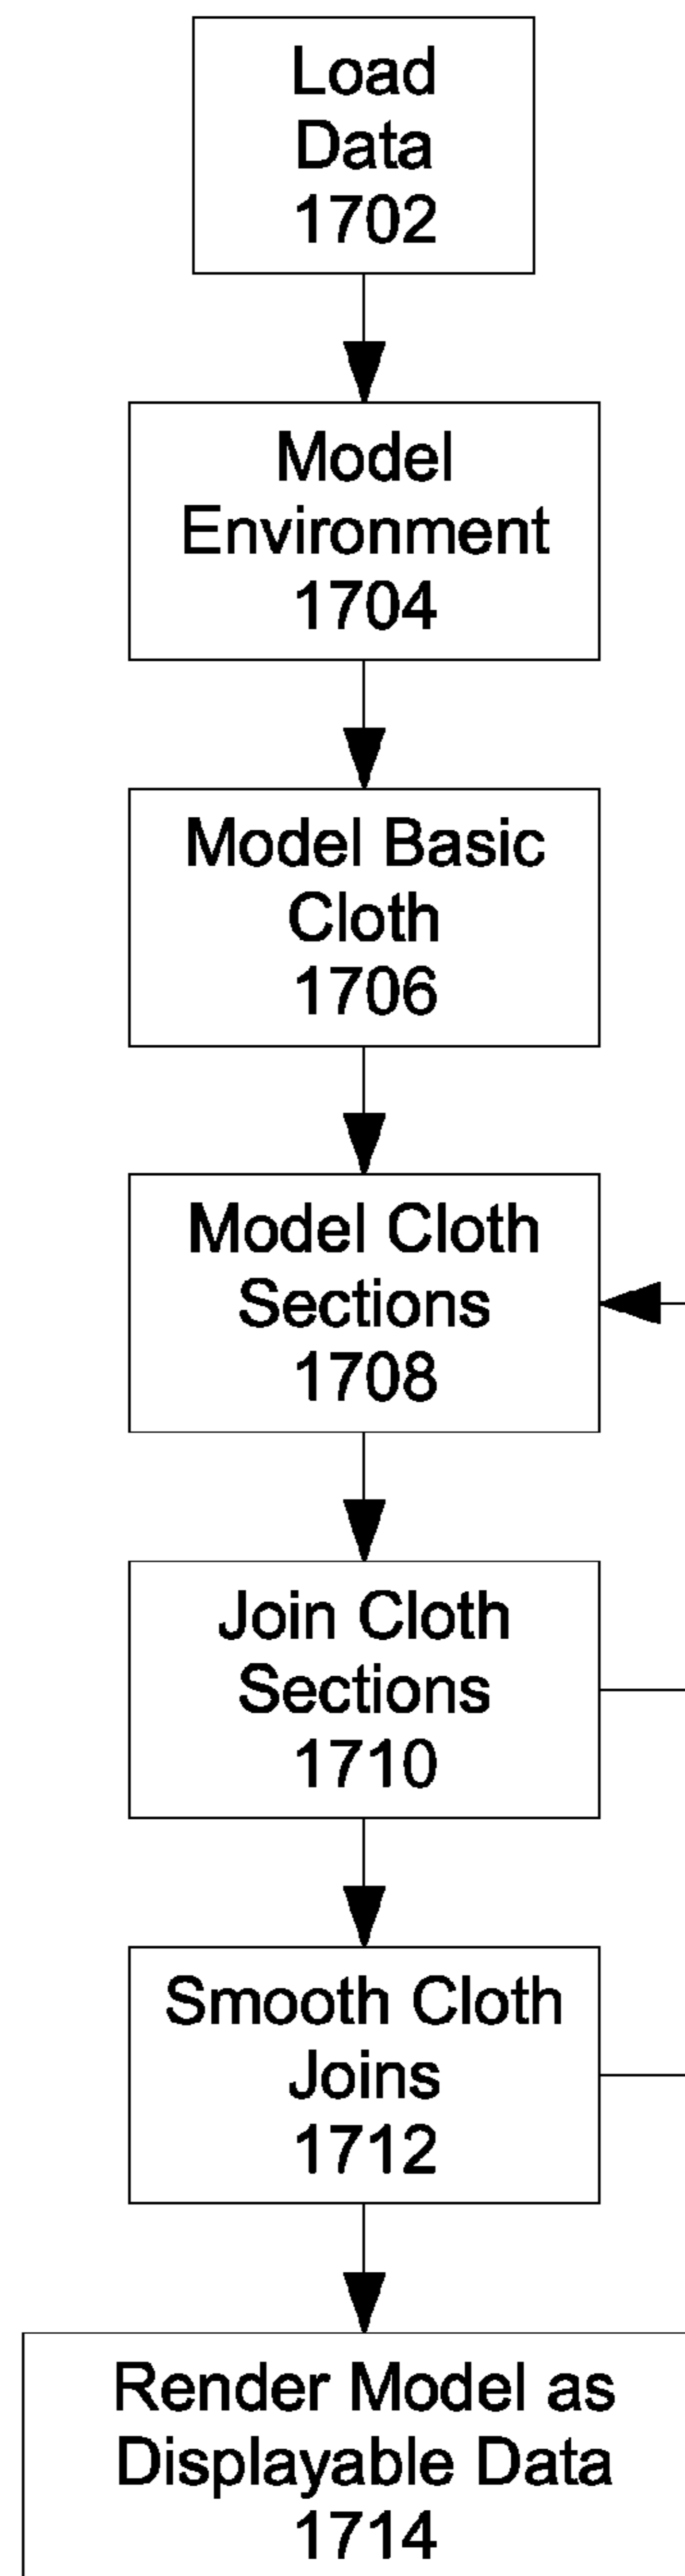 Load
Data
1702
Model
Environment
1704
Model Basic
Cloth
1706
Model Cloth
Sections
1708
Join Cloth
Sections
1710
Smooth Cloth
Joins
1712
Render Model as
Displayable Data
1714